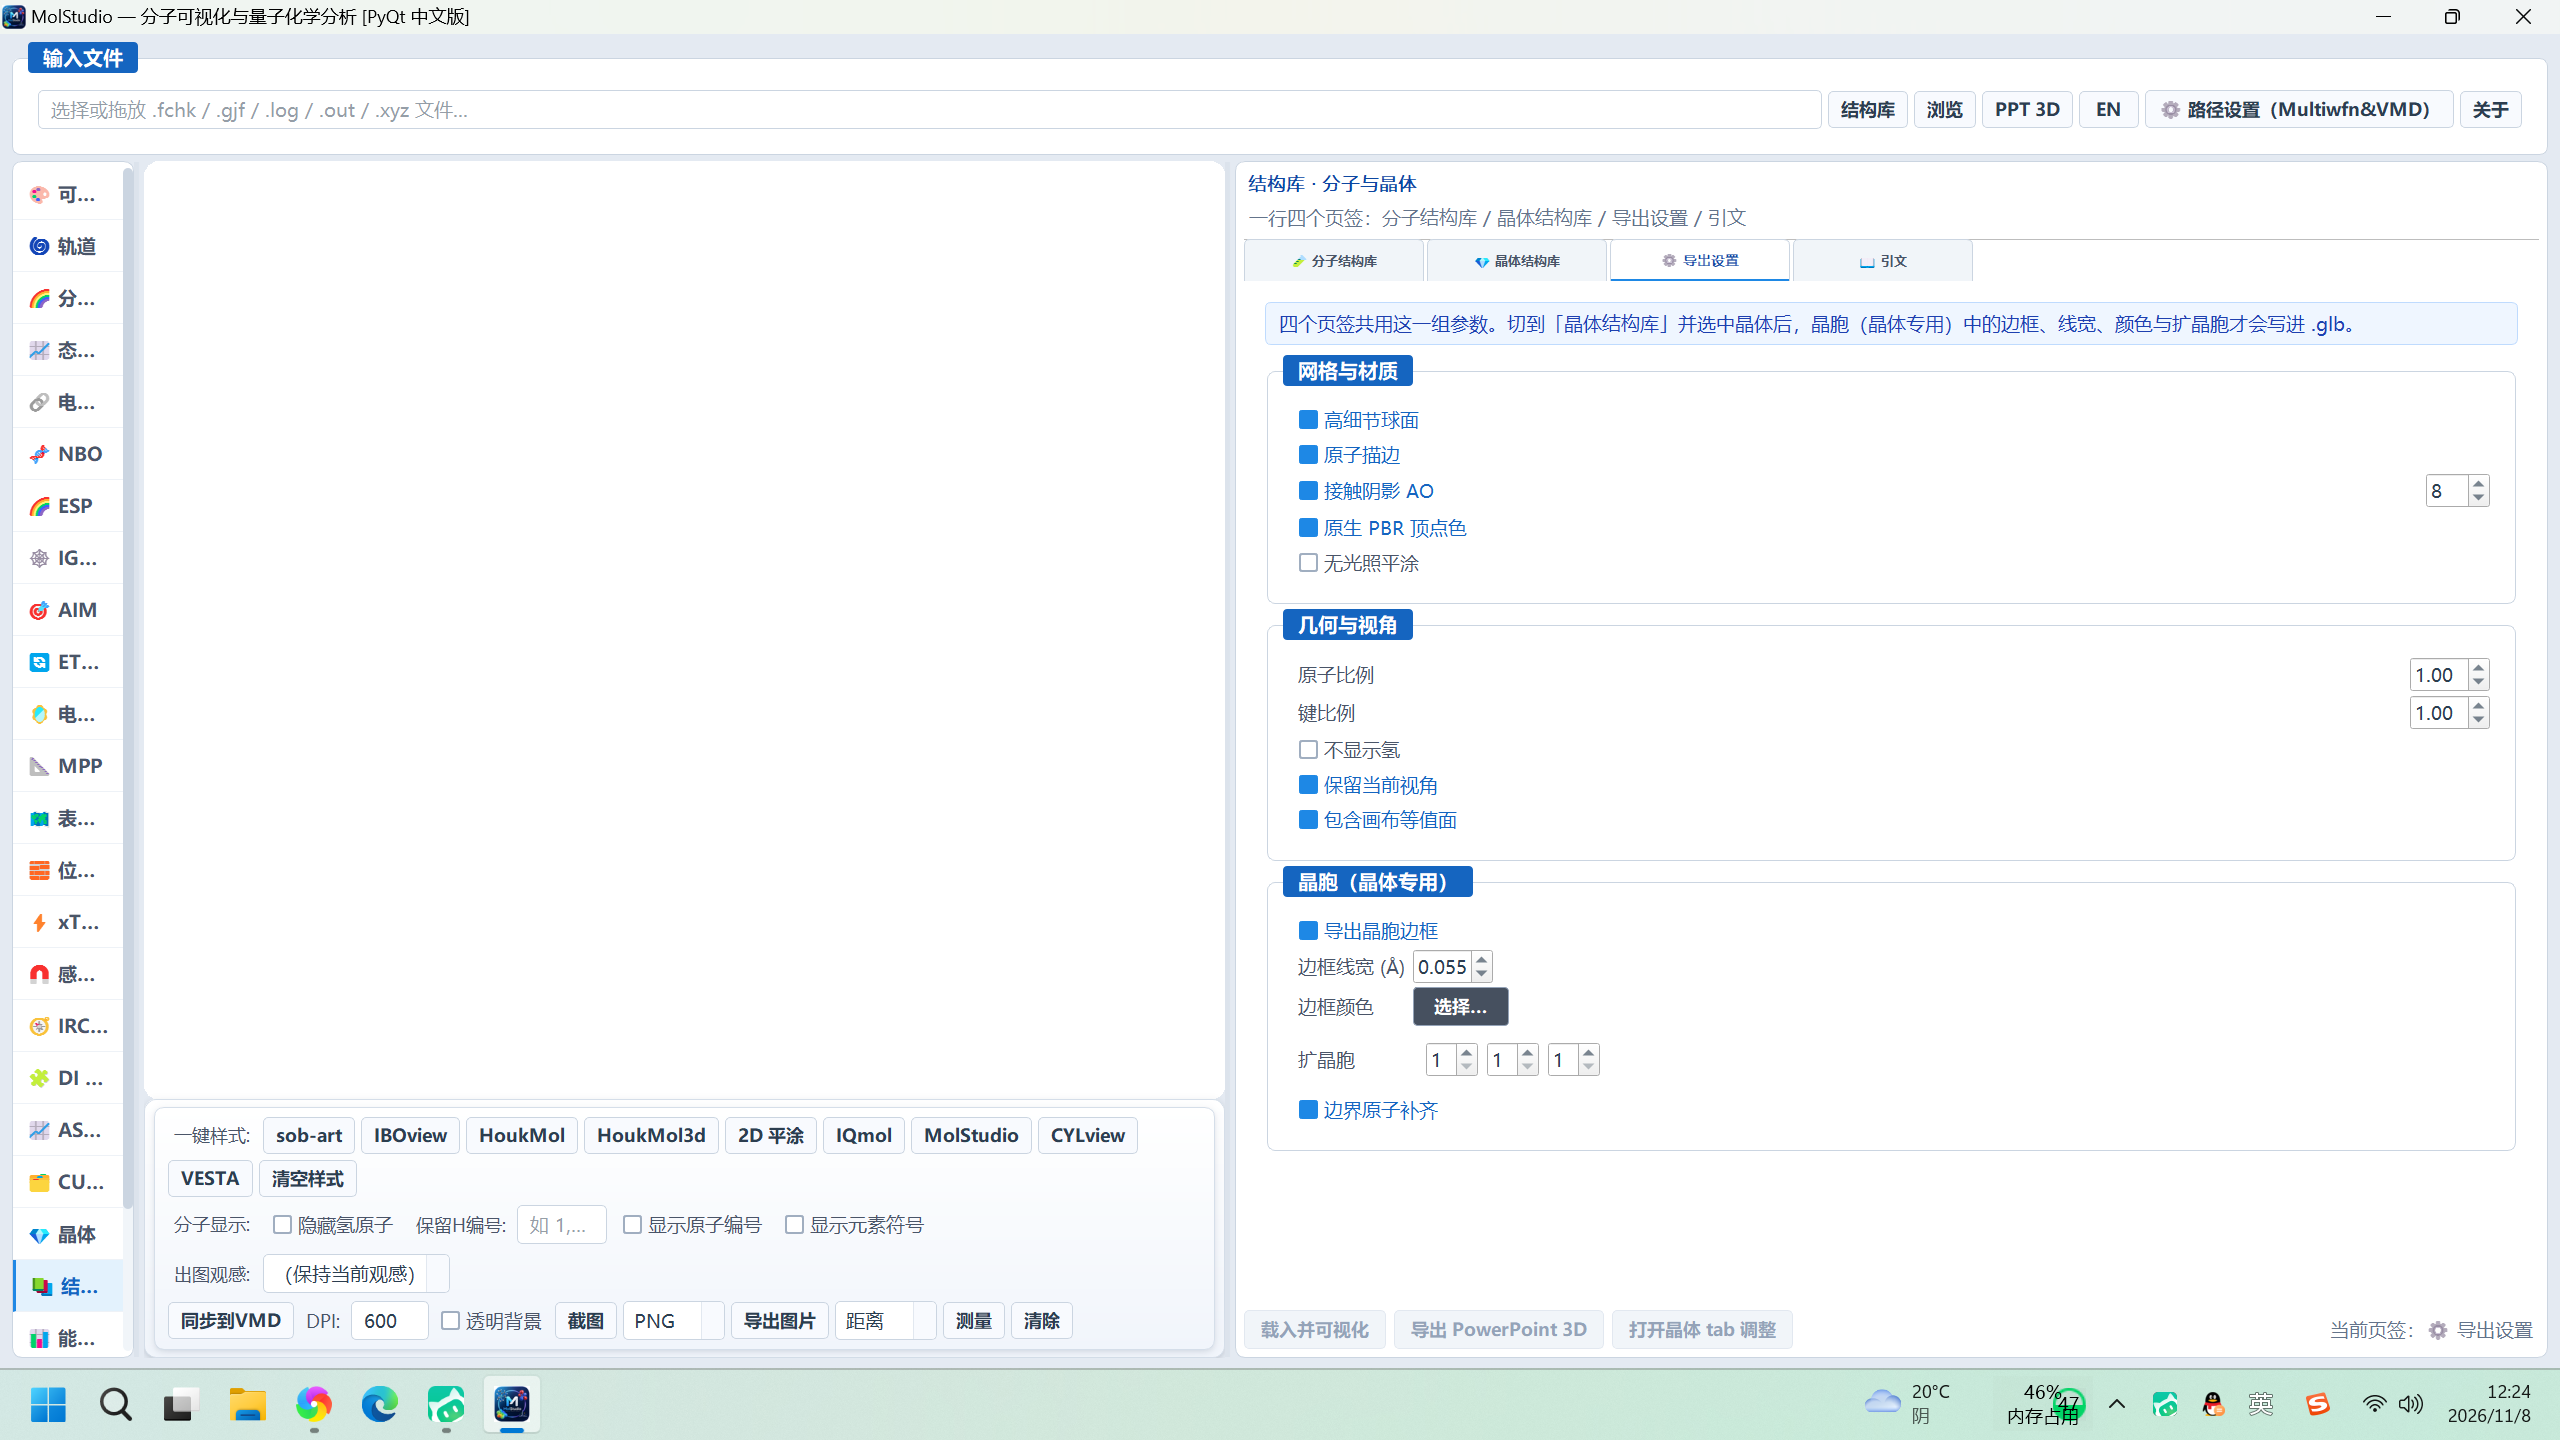 MolStudio — 分子可视化与量子化学分析 [PyQt 中文版]
输入文件
选择或拖放 .fchk / .gjf / .log / .out / .xyz 文件...
结构库
浏览
PPT 3D
EN
路径设置（Multiwfn&VMD）
关于
可...
轨道
分...
态...
电...
NBO
ESP
IG...
AIM
ET...
电...
MPP
表...
位...
xT...
感...
IRC...
DI ...
AS...
CU...
晶体
结...
能...
一键样式:
sob-art
IBOview
HoukMol
HoukMol3d
2D 平涂
IQmol
MolStudio
CYLview
VESTA
清空样式
分子显示:
隐藏氢原子
保留H编号:
如 1,...
显示原子编号
显示元素符号
出图观感:
（保持当前观感）
同步到VMD
DPI:
600
透明背景
截图
PNG
导出图片
距离
测量
清除
结构库 · 分子与晶体
一行四个页签：分子结构库 / 晶体结构库 / 导出设置 / 引文
分子结构库
晶体结构库
导出设置
引文
四个页签共用这一组参数。切到「晶体结构库」并选中晶体后，晶胞（晶体专用）中的边框、线宽、颜色与扩晶胞才会写进 .glb。
网格与材质
高细节球面
原子描边
接触阴影 AO
8
原生 PBR 顶点色
无光照平涂
几何与视角
原子比例
1.00
键比例
1.00
不显示氢
保留当前视角
包含画布等值面
晶胞（晶体专用）
导出晶胞边框
边框线宽 (Å)
0.055
边框颜色
选择...
扩晶胞
1
1
1
边界原子补齐
载入并可视化
导出 PowerPoint 3D
打开晶体 tab 调整
当前页签：
导出设置
20°C
阴
46%
内存占用
47
英
12:24
2026/11/8